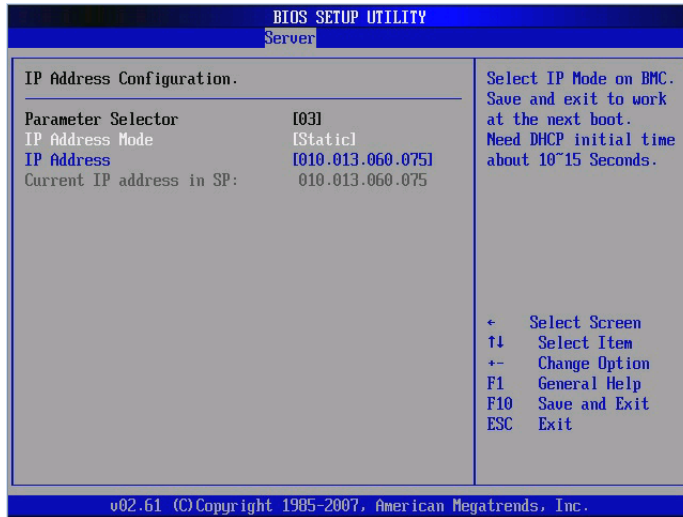 BIOS SETUP UTILITY
Server
IP Address Configuration.
Parameter Selector [03]
IP Address Mode [Static]
IP Address [010.013.060.075]
Current IP address in SP: 010.013.060.075
Select IP Mode on BMC.
Save and exit to work
at the next boot.
Need DHCP initial time
about 10~15 Seconds.
← Select Screen
↑↓ Select Item
+- Change Option
F1 General Help
F10 Save and Exit
ESC Exit
v02.61 (C)Copyright 1985-2007, American Megatrends, Inc.